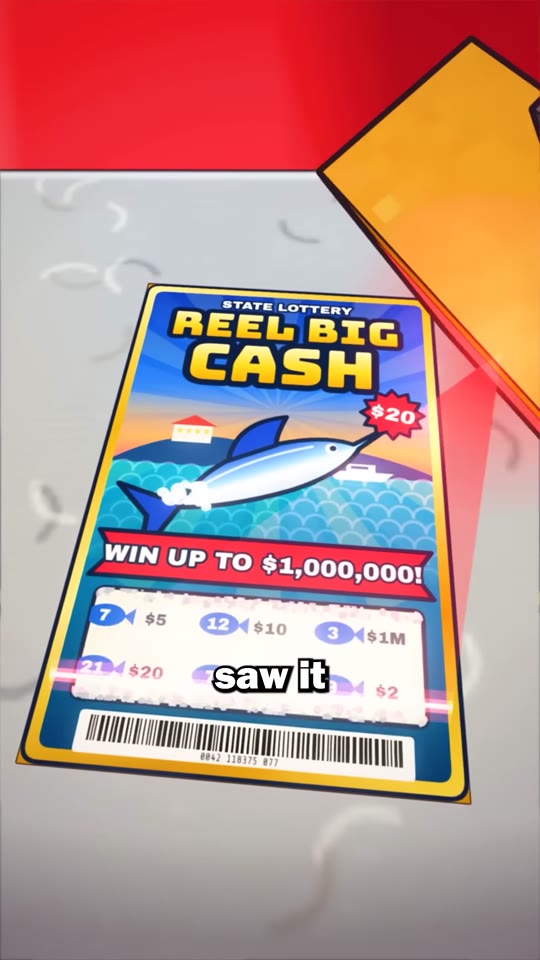 STATE LOTTERY
REEL BIG
CASH
$20
WIN UP TO $1,000,000!
7 $5 12 $10 3 $1M
21 $20 $2
saw it
0042 118375 077